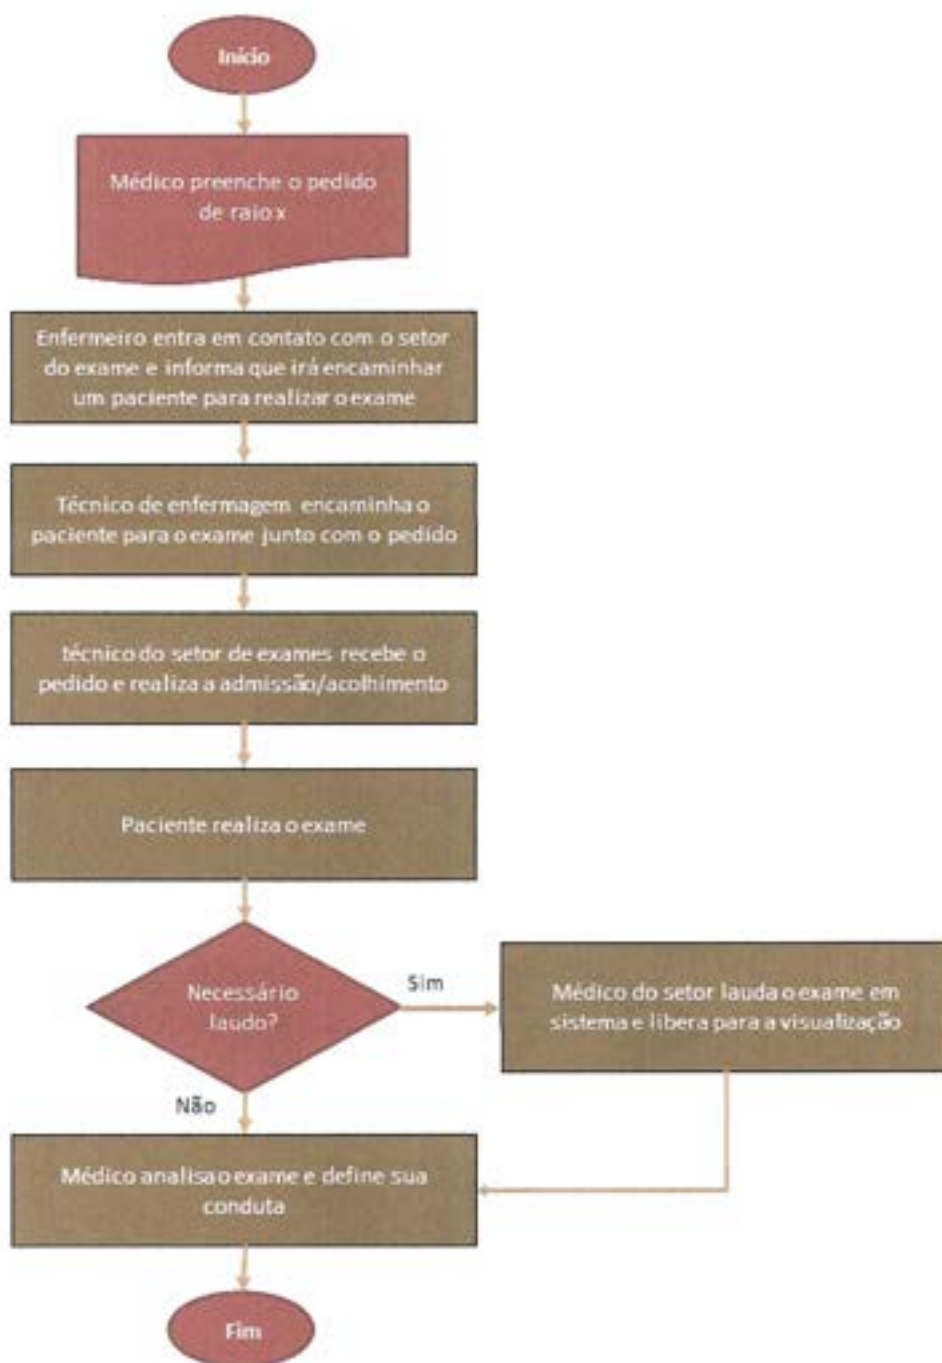 Início
Médico preenche o pedido
de raio x
Enfermeiro entra em contato com o setor
do exame e informa que irá encaminhar
um paciente para realizar o exame
Técnico de enfermagem encaminha o
paciente para o exame junto com o pedido
técnico do setor de exames recebe o
pedido e realiza a admissão/acolhimento
Paciente realiza o exame
Necessário
laudo?
Sim
Médico do setor lauda o exame em
sistema e libera para a visualização
Não
Médico analisa o exame e define sua
conduta
Fim